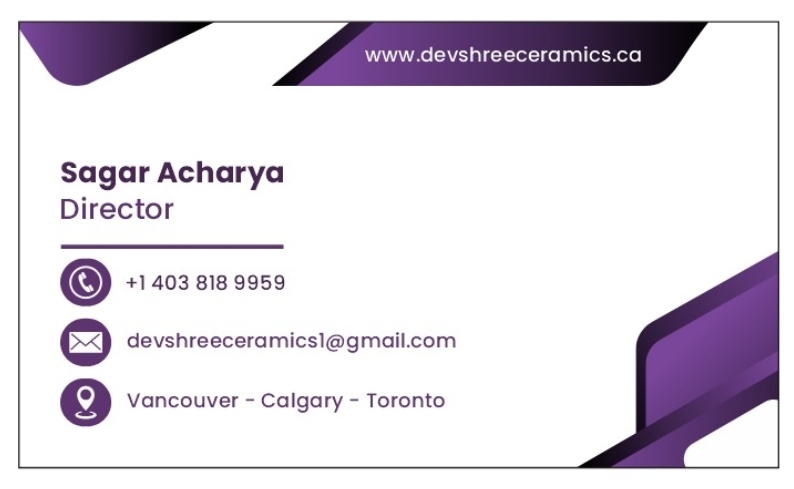 www.devshreeceramics.ca
Sagar Acharya
Director
+1 403 818 9959
devshreeceramics1@gmail.com
Vancouver - Calgary - Toronto